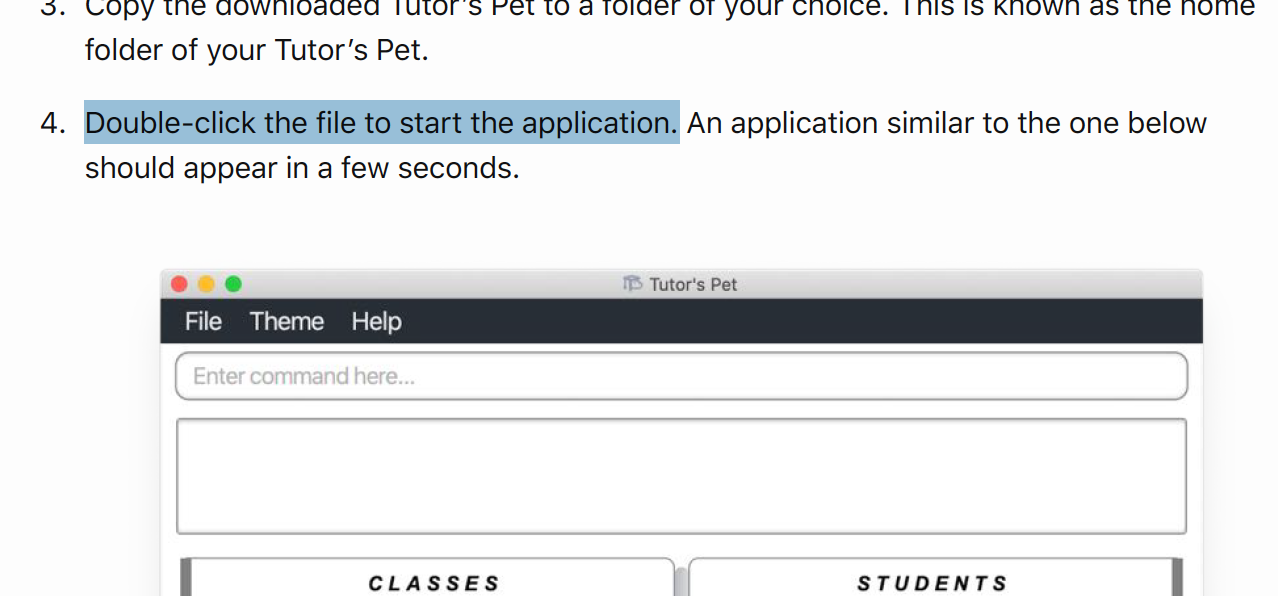 3. Copy the downloaded Tutor’s Pet to a folder of your choice. This is known as the home
folder of your Tutor’s Pet.
4. Double-click the file to start the application. An application similar to the one below
should appear in a few seconds.
Tutor's Pet
File Theme Help
Enter command here...
CLASSES STUDENTS